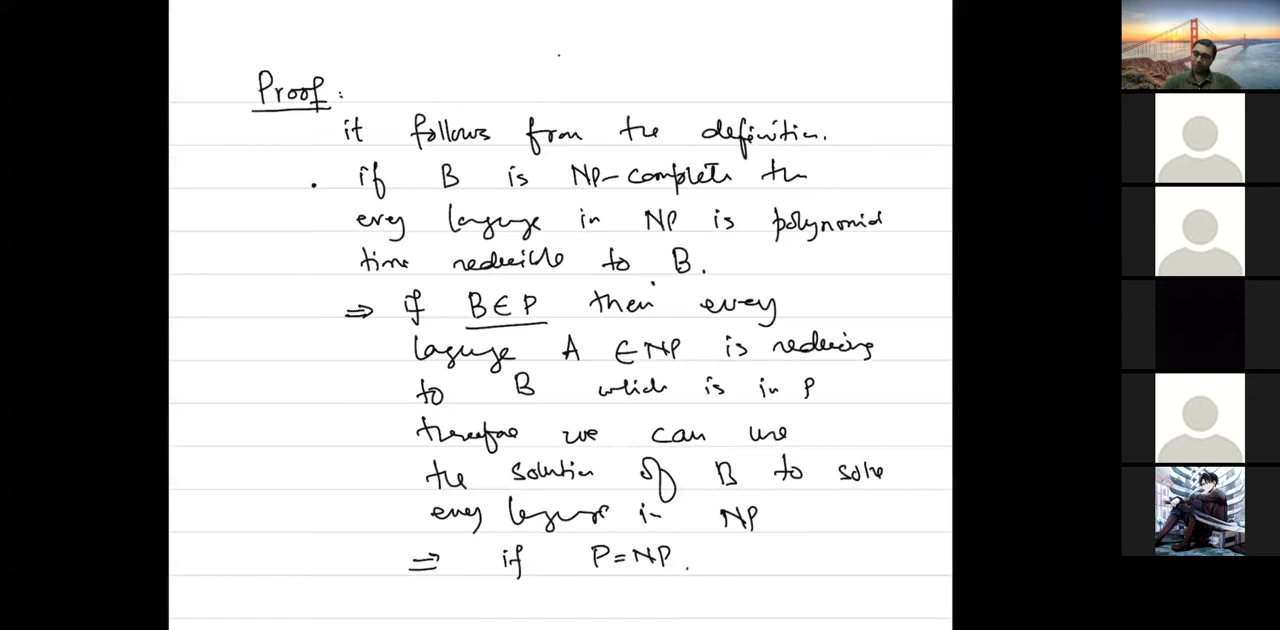 Proof:
it follows from the definition.
. if B is NP-complete the
every language in NP is polynomial
time reducible to B.
⇒ if B∈P then every
language A ∈NP is reducing
to B which is in P
therefore we can use
the solution of B to solve
every language in NP
⇒ if P=NP.